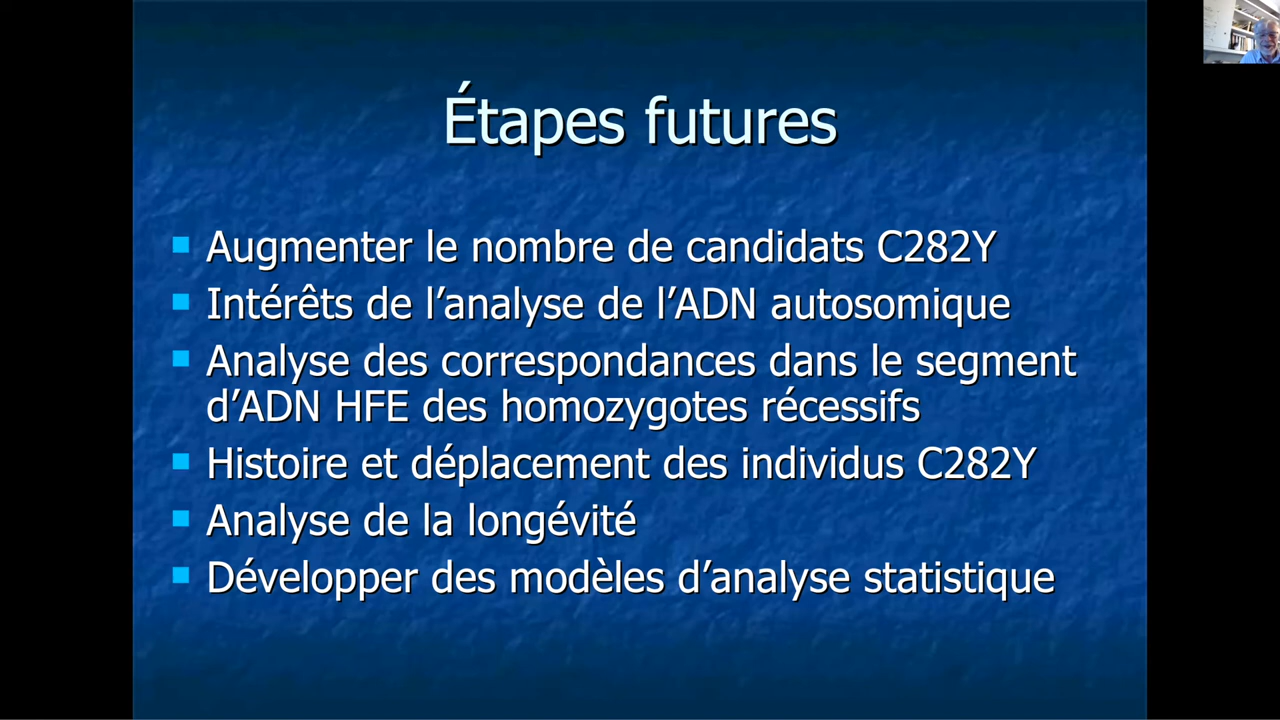 Étapes futures
Augmenter le nombre de candidats C282Y
Intérêts de l’analyse de l’ADN autosomique
Analyse des correspondances dans le segment
d’ADN HFE des homozygotes récessifs
Histoire et déplacement des individus C282Y
Analyse de la longévité
Développer des modèles d’analyse statistique